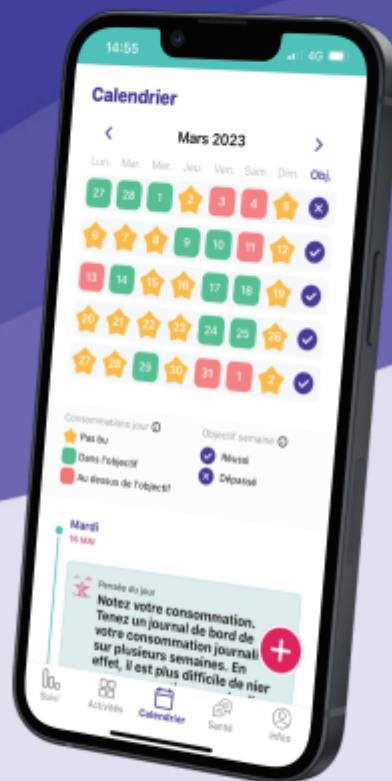 14:55
4G
Calendrier
Mars 2023
Lun. Mar. Mer. Jeu. Ven. Sam. Dim. Obj.
27 28 1 2 3 4 5
6 7 8 9 10 11 12
13 14 15 16 17 18 19
20 21 22 23 24 25 26
27 28 29 30 31 1 2
Consommations jour
Objectif semaine
Pas bu
Réussi
Dans l'objectif
Dépassé
Au dessus de l'objectif
Mardi
16 MAI
Pensée du jour
Notez votre consommation.
Tenez un journal de bord de
votre consommation journali
sur plusieurs semaines. En
effet, il est plus difficile de nier
Suivi
Activités
Calendrier
Santé
Infos